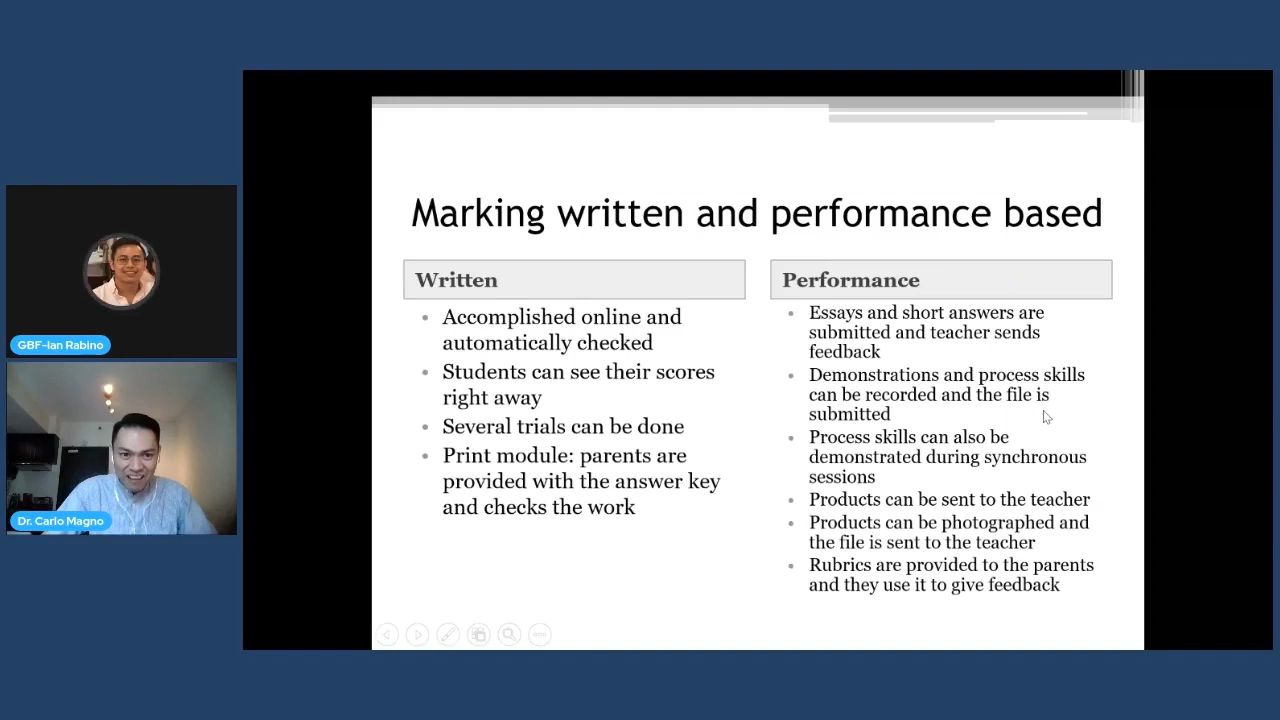 Marking written and performance based
Written
Accomplished online and
automatically checked
Students can see their scores
right away
Several trials can be done
Print module: parents are
provided with the answer key
and checks the work
Performance
Essays and short answers are
submitted and teacher sends
feedback
Demonstrations and process skills
can be recorded and the file is
submitted
Process skills can also be
demonstrated during synchronous
sessions
Products can be sent to the teacher
Products can be photographed and
the file is sent to the teacher
Rubrics are provided to the parents
and they use it to give feedback
GBF-Ian Rabino
Dr. Carlo Magno